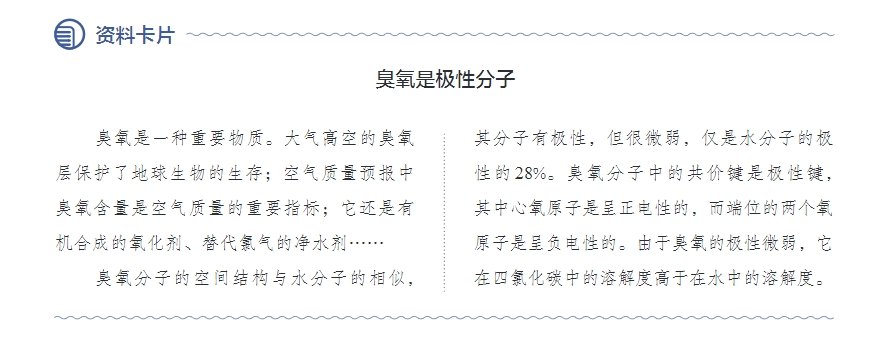 资料卡片
臭氧是极性分子
臭氧是一种重要物质。大气高空的臭氧
层保护了地球生物的生存；空气质量预报中
臭氧含量是空气质量的重要指标；它还是有
机合成的氧化剂、替代氯气的净水剂……
臭氧分子的空间结构与水分子的相似，
其分子有极性，但很微弱，仅是水分子的极
性的28%。臭氧分子中的共价键是极性键，
其中心氧原子是呈正电性的，而端位的两个氧
原子是呈负电性的。由于臭氧的极性微弱，它
在四氯化碳中的溶解度高于在水中的溶解度。